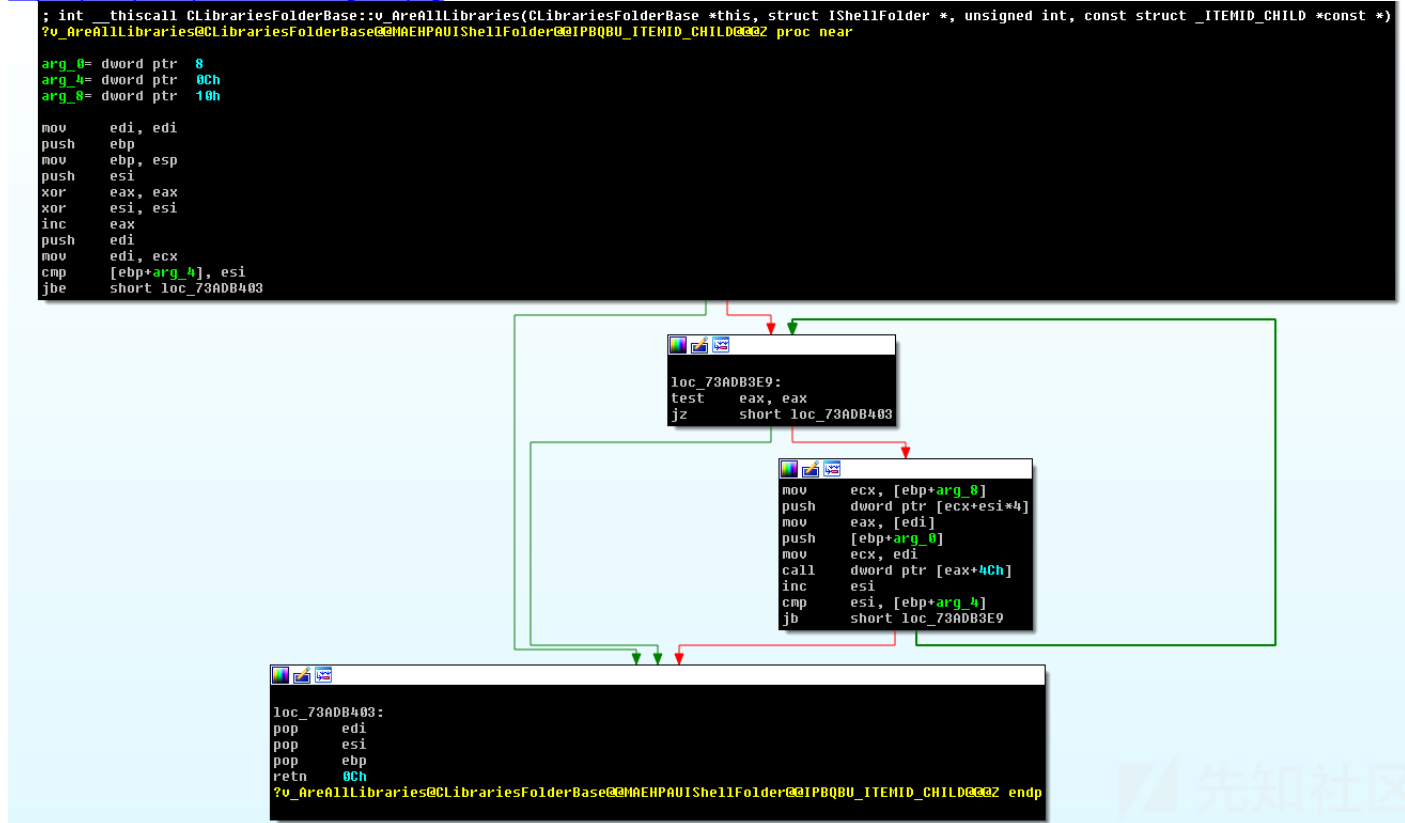 ; int __thiscall CLibrariesFolderBase::v_AreAllLibraries(CLibrariesFolderBase *this, struct IShellFolder *, unsigned int, const struct _ITEMID_CHILD *const *)
?v_AreAllLibraries@CLibrariesFolderBase@@MAEHPAUIShellFolder@@IPBQBU_ITEMID_CHILD@@@Z proc near
arg_0= dword ptr  8
arg_4= dword ptr  0Ch
arg_8= dword ptr  10h
mov     edi, edi
push    ebp
mov     ebp, esp
push    esi
xor     eax, eax
xor     esi, esi
inc     eax
push    edi
mov     edi, ecx
cmp     [ebp+arg_4], esi
jbe     short loc_73ADB403
loc_73ADB3E9:
test    eax, eax
jz      short loc_73ADB403
mov     ecx, [ebp+arg_8]
push    dword ptr [ecx+esi*4]
mov     eax, [edi]
push    [ebp+arg_0]
mov     ecx, edi
call    dword ptr [eax+4Ch]
inc     esi
cmp     esi, [ebp+arg_4]
jb      short loc_73ADB3E9
loc_73ADB403:
pop     edi
pop     esi
pop     ebp
retn    0Ch
?v_AreAllLibraries@CLibrariesFolderBase@@MAEHPAUIShellFolder@@IPBQBU_ITEMID_CHILD@@@Z endp
先知社区